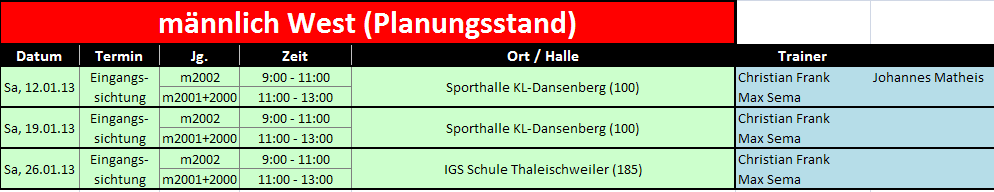 männlich West (Planungsstand)
Datum Termin Jg. Zeit Ort / Halle Trainer
Sa, 12.01.13 Eingangs- m2002 9:00 - 11:00 Sporthalle KL-Dansenberg (100) Christian Frank Johannes Matheis
sichtung m2001+2000 11:00 - 13:00 Max Sema
Sa, 19.01.13 Eingangs- m2002 9:00 - 11:00 Sporthalle KL-Dansenberg (100) Christian Frank
sichtung m2001+2000 11:00 - 13:00 Max Sema
Sa, 26.01.13 Eingangs- m2002 9:00 - 11:00 IGS Schule Thaleischweiler (185) Christian Frank
sichtung m2001+2000 11:00 - 13:00 Max Sema